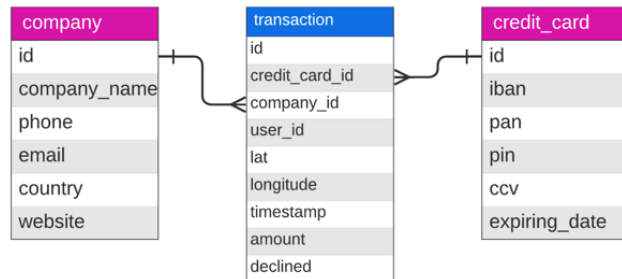 company
id
company_name
phone
email
country
website
transaction
id
credit_card_id
company_id
user_id
lat
longitude
timestamp
amount
declined
credit_card
id
iban
pan
pin
ccv
expiring_date